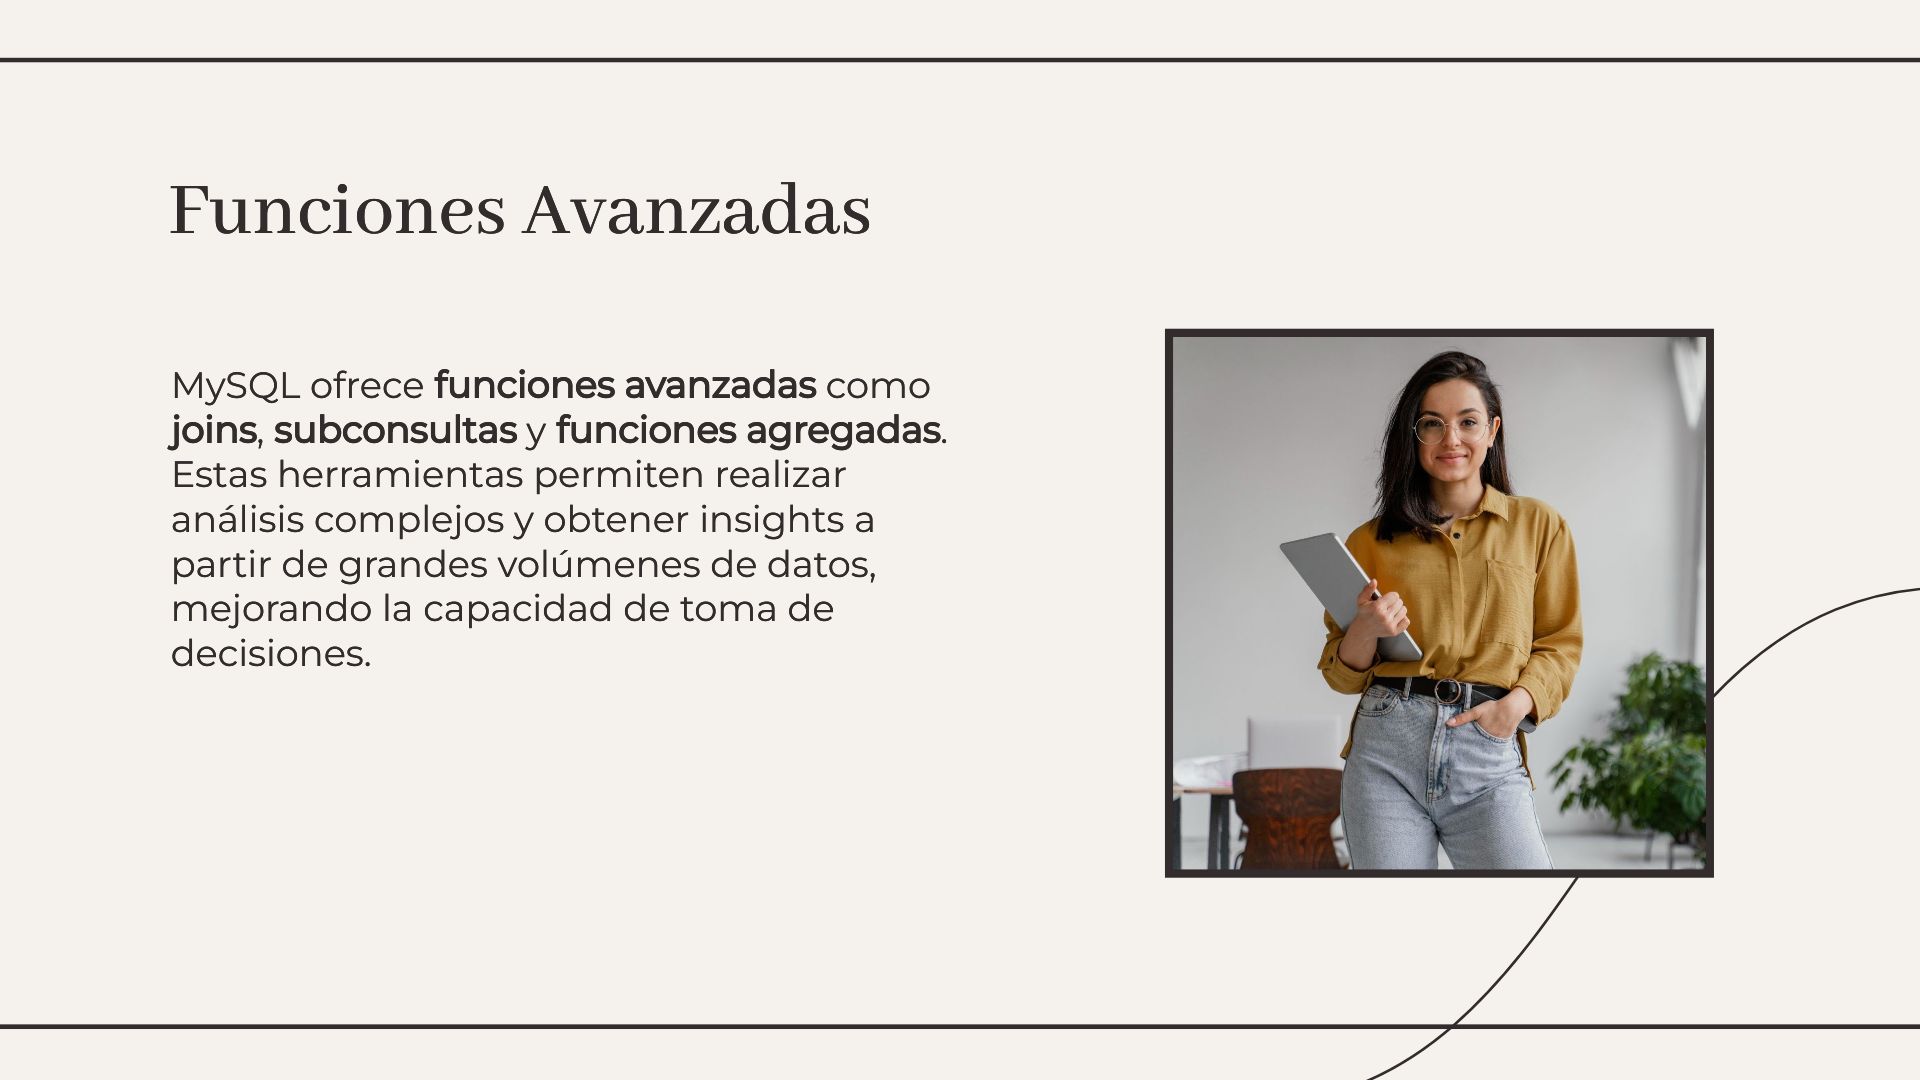 Funciones Avanzadas
MySQL ofrece funciones avanzadas como
joins, subconsultas y funciones agregadas.
Estas herramientas permiten realizar
análisis complejos y obtener insights a
partir de grandes volúmenes de datos,
mejorando la capacidad de toma de
decisiones.